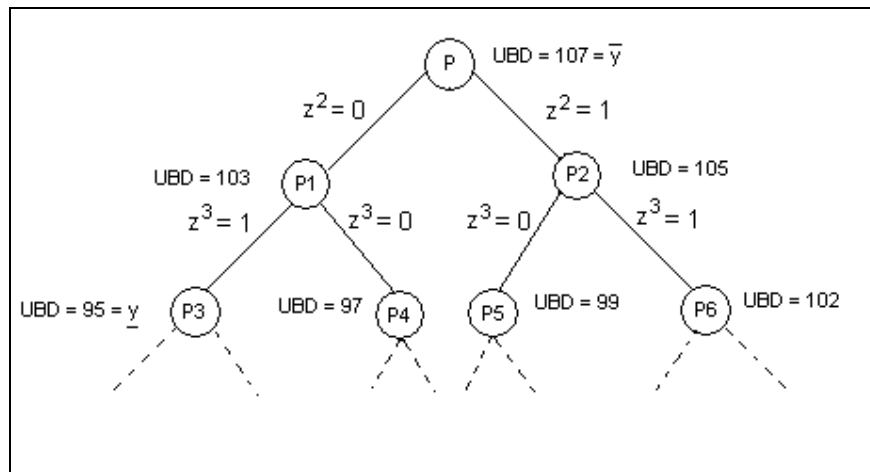 P
UBD = 107 = y̅
z² = 0
z² = 1
UBD = 103
P1
P2
UBD = 105
z³ = 1
z³ = 0
z³ = 0
z³ = 1
UBD = 95 = y̲
P3
UBD = 97
P4
P5
UBD = 99
P6
UBD = 102